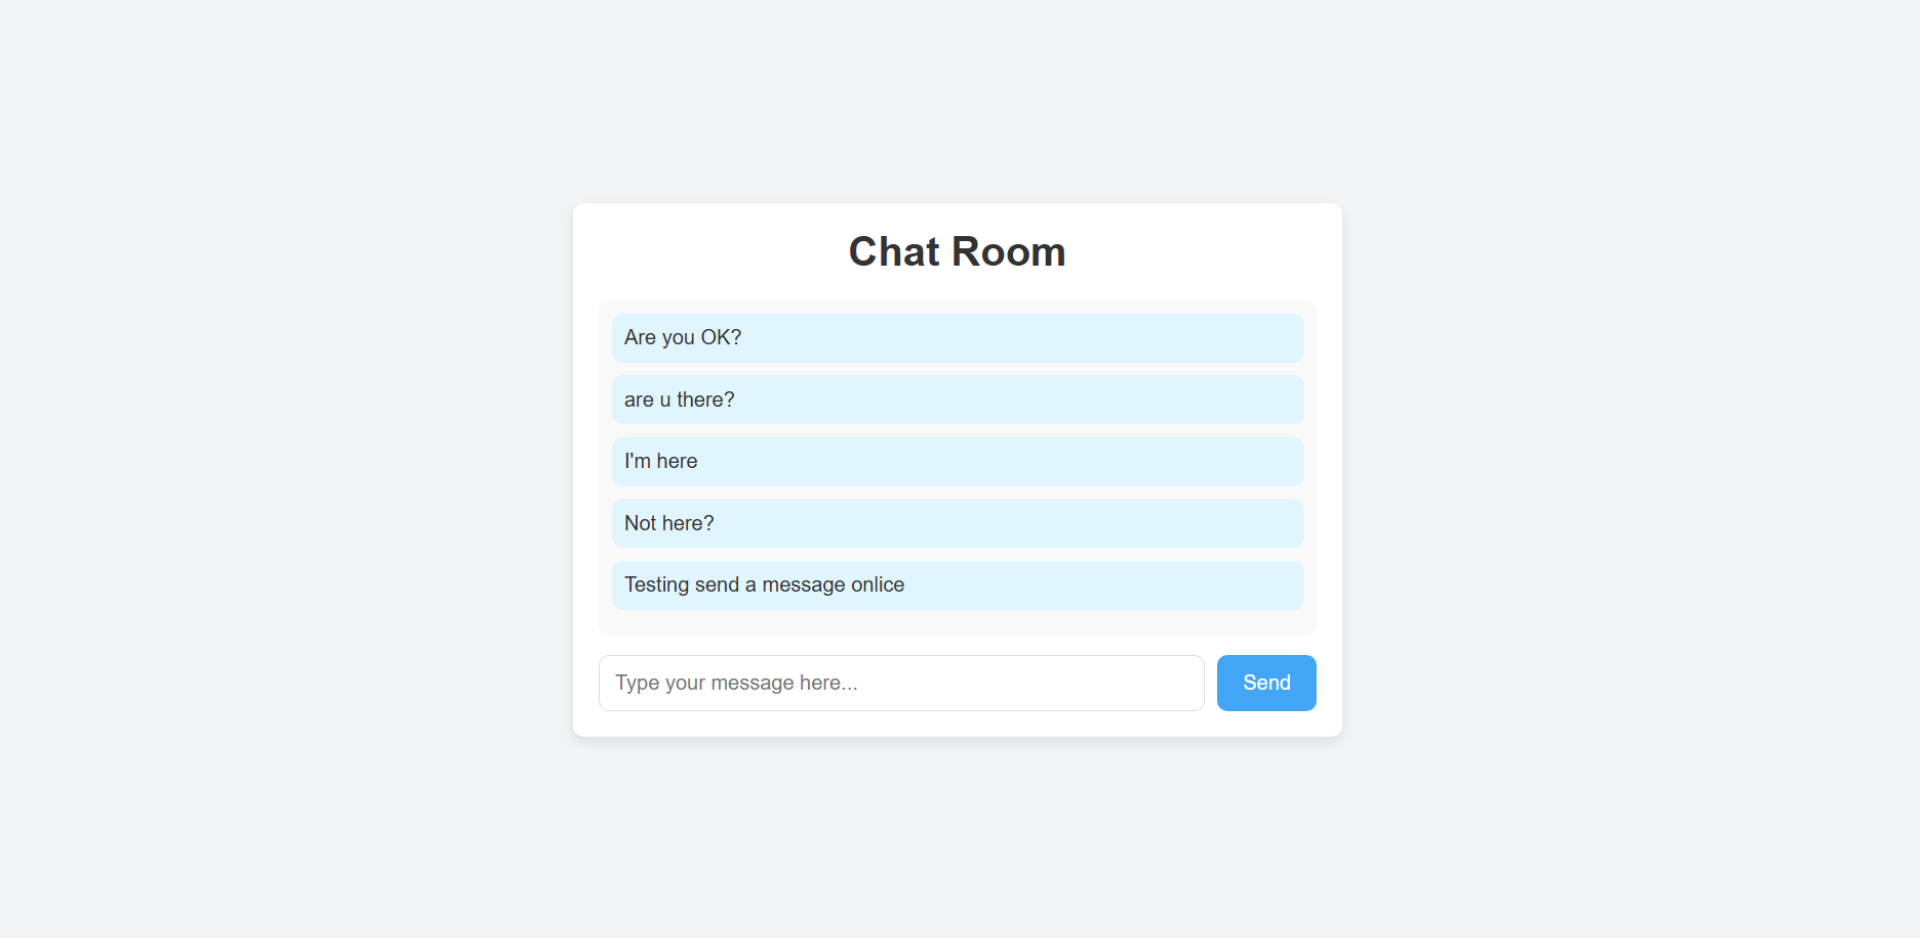 Chat Room
Are you OK?
are u there?
I'm here
Not here?
Testing send a message onlice
Type your message here...
Send